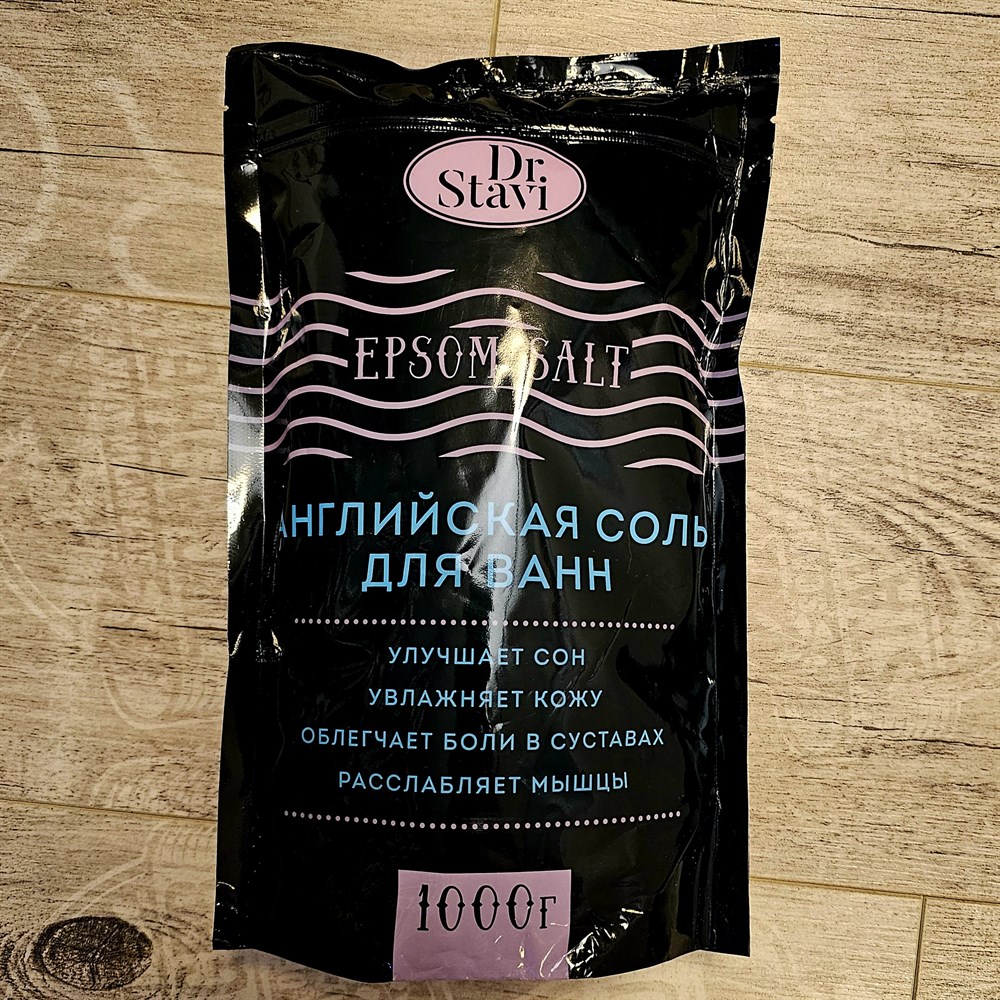 Dr.
Stavi
EPSOM SALT
АНГЛИЙСКАЯ СОЛЬ
ДЛЯ ВАНН
УЛУЧШАЕТ СОН
УВЛАЖНЯЕТ КОЖУ
ОБЛЕГЧАЕТ БОЛИ В СУСТАВАХ
РАССЛАБЛЯЕТ МЫШЦЫ
1000г